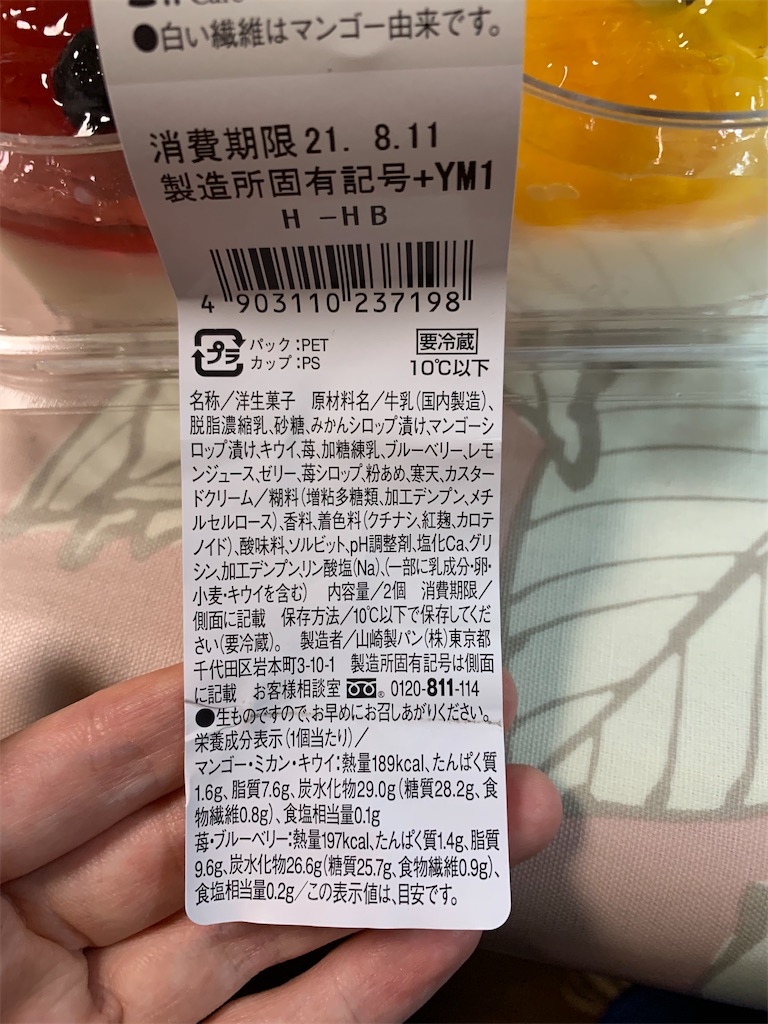 ●白い繊維はマンゴー由来です。
消費期限 21. 8.11
製造所固有記号+YM1
H -HB
4 903110 237198
プラ パック:PET
カップ:PS
要冷蔵
10℃以下
名称/洋生菓子 原材料名/牛乳(国内製造)、
脱脂濃縮乳、砂糖、みかんシロップ漬け、マンゴーシ
ロップ漬け、キウイ、苺、加糖練乳、ブルーベリー、レモ
ンジュース、ゼリー、苺シロップ、粉あめ、寒天、カスター
ドクリーム/糊料(増粘多糖類、加工デンプン、メチ
ルセルロース)、香料、着色料(クチナシ、紅麹、カロテ
ノイド)、酸味料、ソルビット、pH調整剤、塩化Ca、グリ
シン、加工デンプン、リン酸塩(Na)、(一部に乳成分・卵・
小麦・キウイを含む) 内容量/2個 消費期限/
側面に記載 保存方法/10℃以下で保存してくだ
さい(要冷蔵)。 製造者/山崎製パン(株)東京都
千代田区岩本町3-10-1 製造所固有記号は側面
に記載 お客様相談室 0120-811-114
●生ものですので、お早めにお召しあがりください。
栄養成分表示(1個当たり)/
マンゴー・ミカン・キウイ:熱量189kcal、たんぱく質
1.6g、脂質7.6g、炭水化物29.0g(糖質28.2g、食
物繊維0.8g)、食塩相当量0.1g
苺・ブルーベリー:熱量197kcal、たんぱく質1.4g、脂質
9.6g、炭水化物26.6g(糖質25.7g、食物繊維0.9g)、
食塩相当量0.2g/この表示値は、目安です。